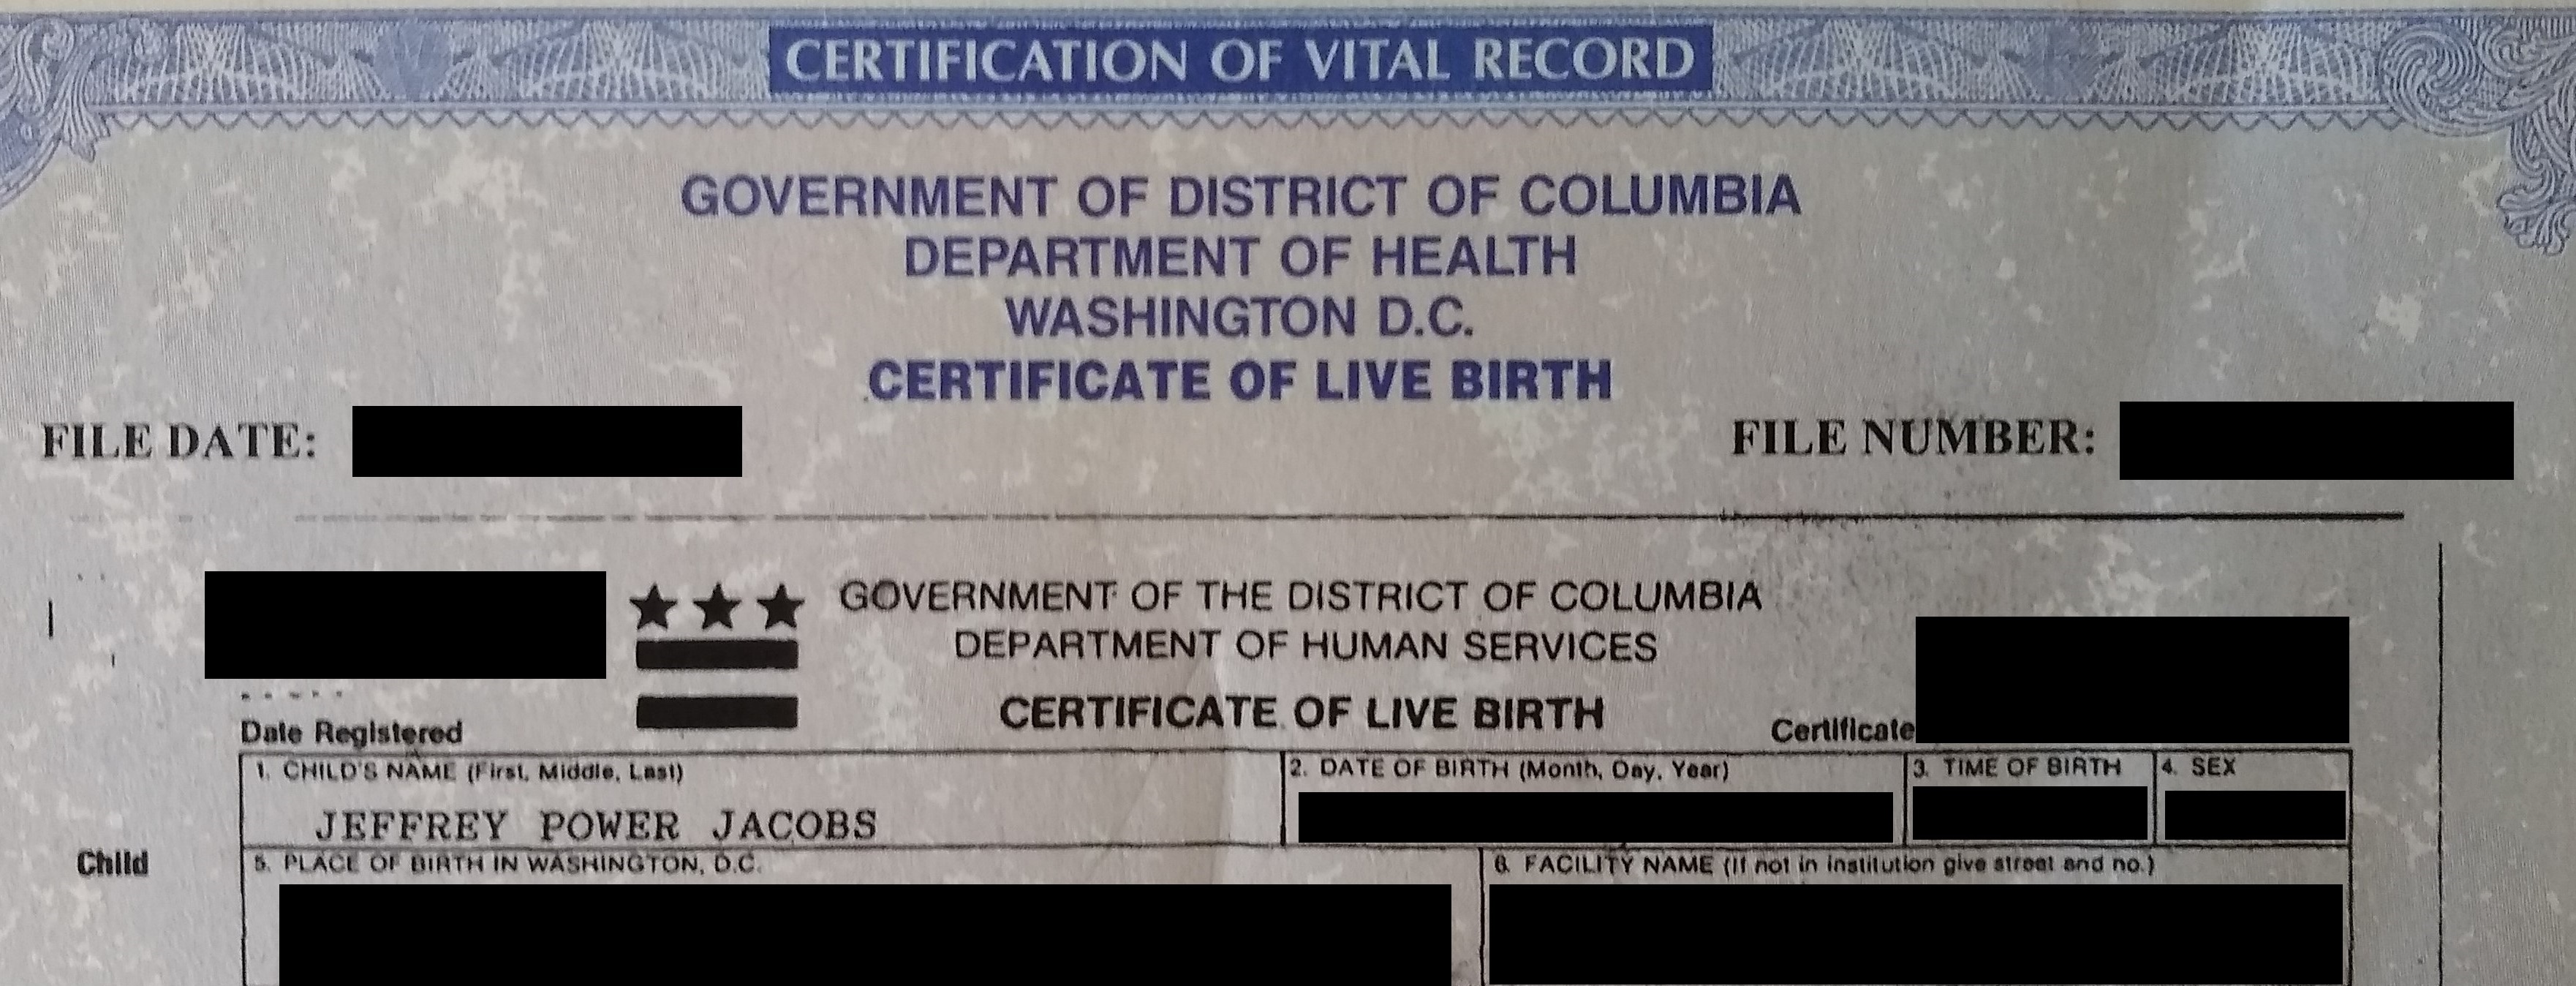 CERTIFICATION OF VITAL RECORD
GOVERNMENT OF DISTRICT OF COLUMBIA
DEPARTMENT OF HEALTH
WASHINGTON D.C.
CERTIFICATE OF LIVE BIRTH
FILE DATE:
FILE NUMBER:
GOVERNMENT OF THE DISTRICT OF COLUMBIA
DEPARTMENT OF HUMAN SERVICES
CERTIFICATE OF LIVE BIRTH
Date Registered
Certificate
1. CHILD'S NAME (First, Middle, Last)
2. DATE OF BIRTH (Month, Day, Year)
3. TIME OF BIRTH
4. SEX
JEFFREY POWER JACOBS
Child
5. PLACE OF BIRTH IN WASHINGTON, D.C.
6. FACILITY NAME (If not in institution give street and no.)